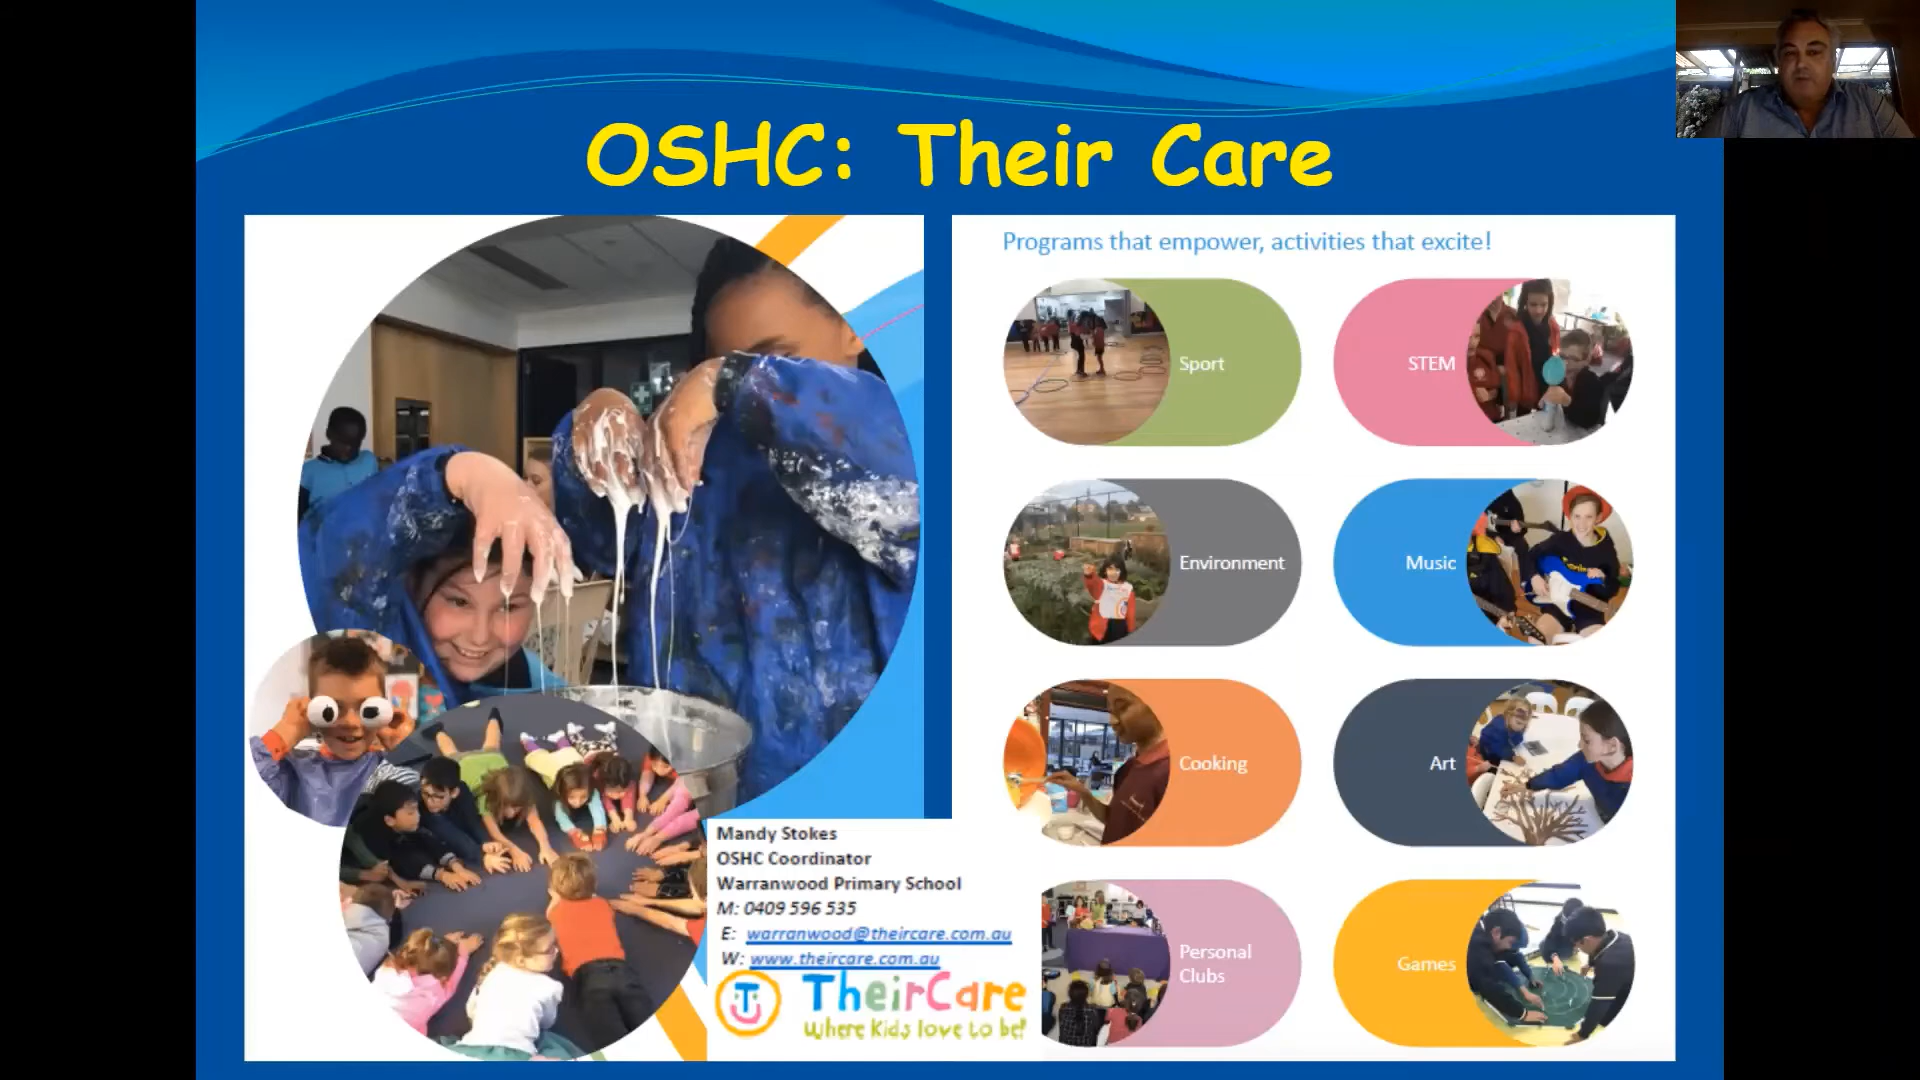 OSHC: Their Care
Programs that empower, activities that excite!
Sport
STEM
Environment
Music
Cooking
Art
Personal
Clubs
Games
Mandy Stokes
OSHC Coordinator
Warranwood Primary School
M: 0409 596 535
E: warranwood@theircare.com.au
W: www.theircare.com.au
TheirCare
Where kids love to be!